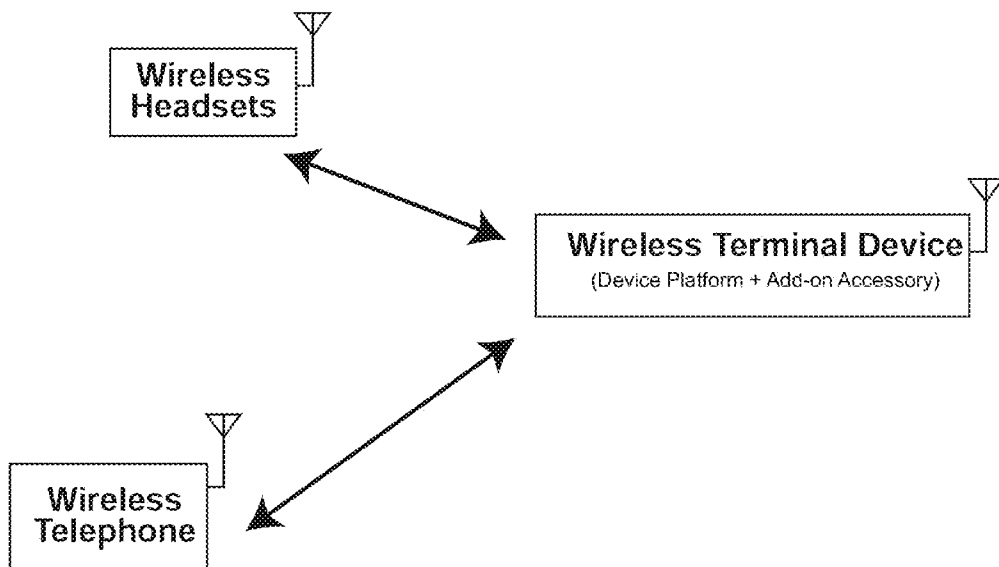 Wireless
Headsets
Wireless Terminal Device
(Device Platform + Add-on Accessory)
Wireless
Telephone